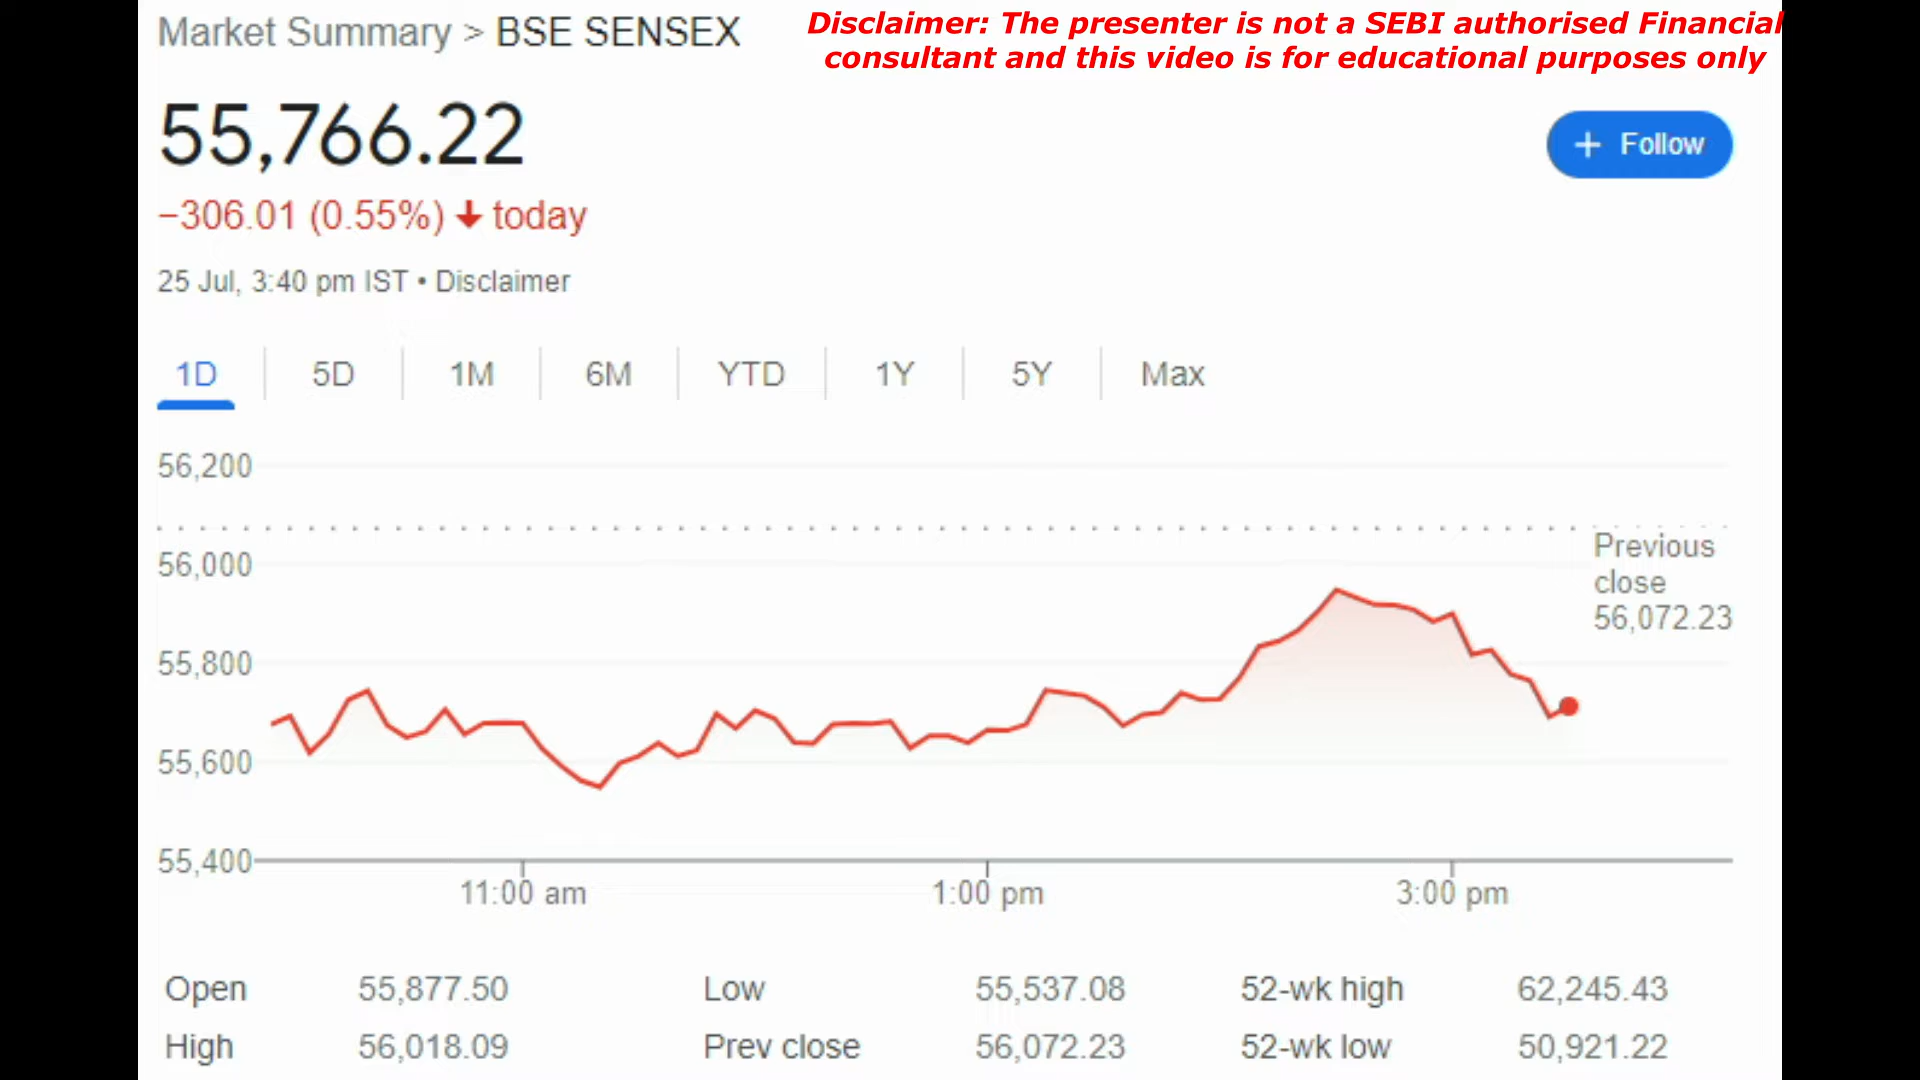 Market Summary > BSE SENSEX
Disclaimer: The presenter is not a SEBI authorised Financial
consultant and this video is for educational purposes only
55,766.22
+ Follow
−306.01 (0.55%) ↓ today
25 Jul, 3:40 pm IST • Disclaimer
1D 5D 1M 6M YTD 1Y 5Y Max
56,200
56,000
55,800
55,600
55,400
Previous
close
56,072.23
11:00 am 1:00 pm 3:00 pm
Open 55,877.50 Low 55,537.08 52-wk high 62,245.43
High 56,018.09 Prev close 56,072.23 52-wk low 50,921.22